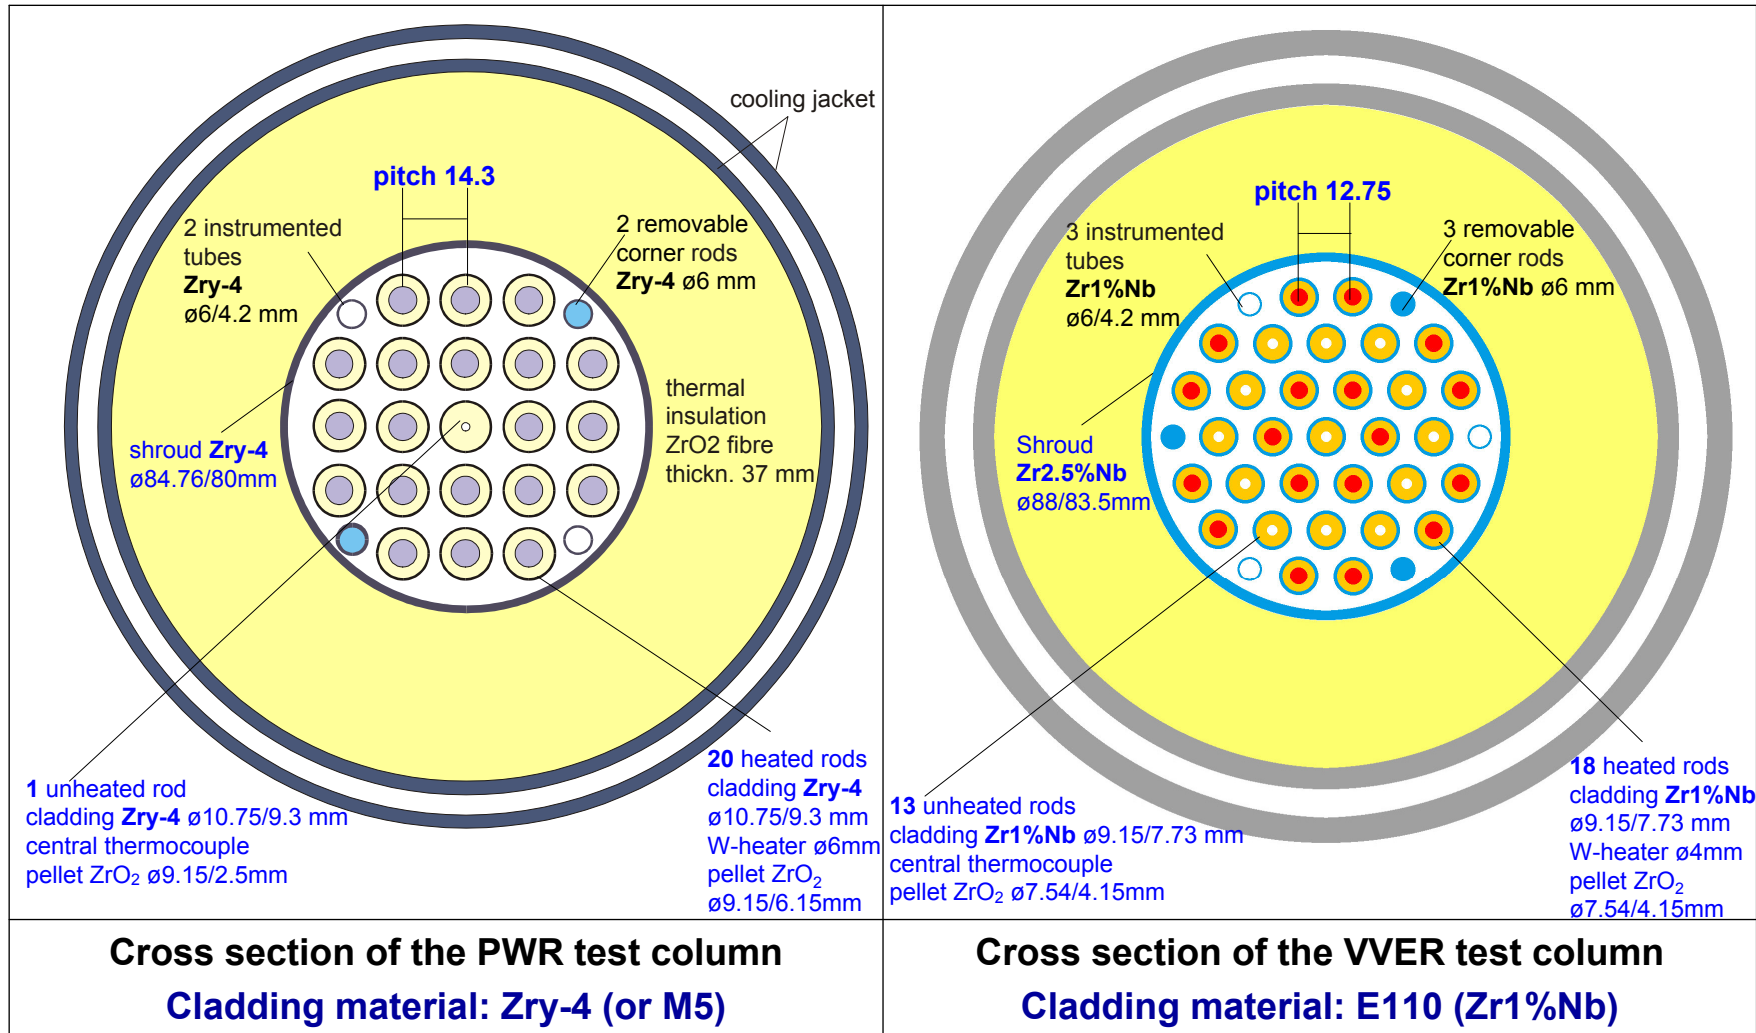 cooling jacket
pitch 14.3
2 instrumented
tubes
Zry-4
ø6/4.2 mm
2 removable
corner rods
Zry-4 ø6 mm
shroud Zry-4
ø84.76/80mm
thermal
insulation
ZrO2 fibre
thickn. 37 mm
1 unheated rod
cladding Zry-4 ø10.75/9.3 mm
central thermocouple
pellet ZrO₂ ø9.15/2.5mm
20 heated rods
cladding Zry-4
ø10.75/9.3 mm
W-heater ø6mm
pellet ZrO₂
ø9.15/6.15mm
Cross section of the PWR test column
Cladding material: Zry-4 (or M5)
pitch 12.75
3 instrumented
tubes
Zr1%Nb
ø6/4.2 mm
3 removable
corner rods
Zr1%Nb ø6 mm
Shroud
Zr2.5%Nb
ø88/83.5mm
13 unheated rods
cladding Zr1%Nb ø9.15/7.73 mm
central thermocouple
pellet ZrO₂ ø7.54/4.15mm
18 heated rods
cladding Zr1%Nb
ø9.15/7.73 mm
W-heater ø4mm
pellet ZrO₂
ø7.54/4.15mm
Cross section of the VVER test column
Cladding material: E110 (Zr1%Nb)